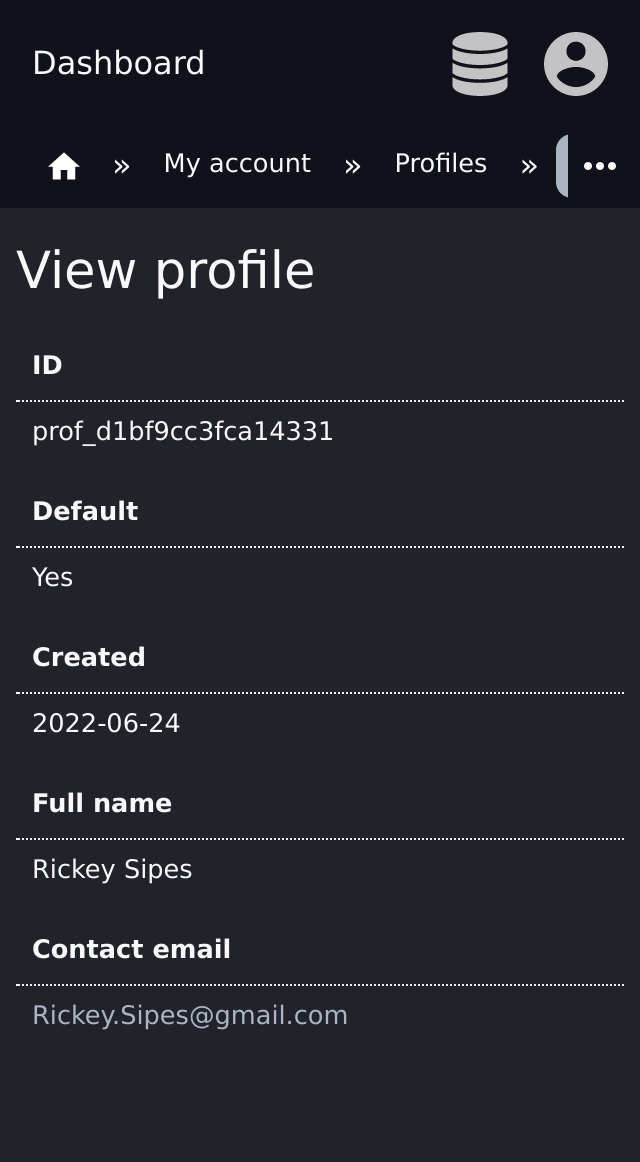 Dashboard
» My account » Profiles » •••
View profile
ID
prof_d1bf9cc3fca14331
Default
Yes
Created
2022-06-24
Full name
Rickey Sipes
Contact email
Rickey.Sipes@gmail.com